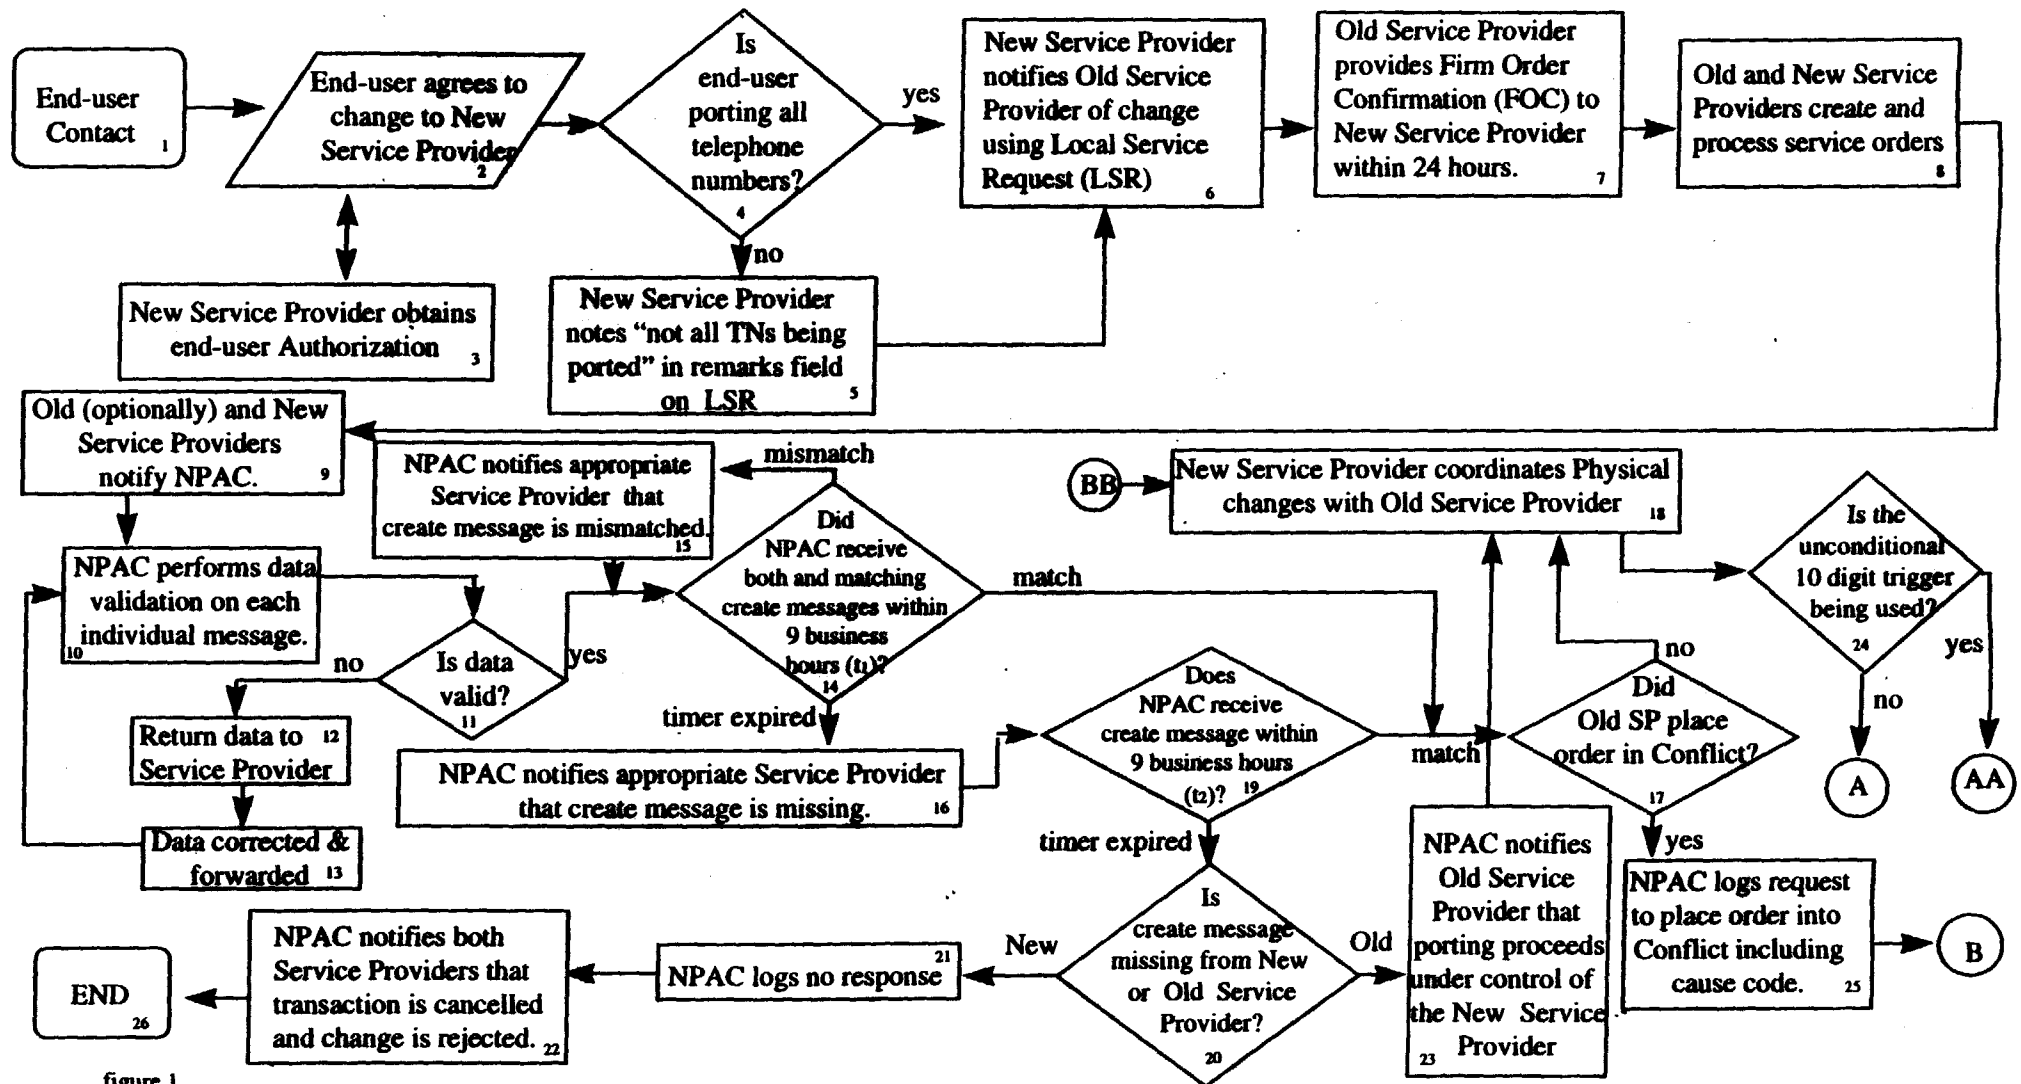 End-user
Contact
1
End-user agrees to
change to New
Service Provider
2
New Service Provider obtains
end-user Authorization
3
Is
end-user
porting all
telephone
numbers?
4
yes
no
New Service Provider
notes “not all TNs being
ported” in remarks field
on LSR
5
New Service Provider
notifies Old Service
Provider of change
using Local Service
Request (LSR)
6
Old Service Provider
provides Firm Order
Confirmation (FOC) to
New Service Provider
within 24 hours.
7
Old and New Service
Providers create and
process service orders
8
Old (optionally) and New
Service Providers
notify NPAC.
9
NPAC performs data
validation on each
individual message.
10
Is data
valid?
11
no
yes
Return data to
Service Provider
12
Data corrected &
forwarded
13
NPAC notifies appropriate
Service Provider that
create message is mismatched.
15
mismatch
Did
NPAC receive
both and matching
create messages within
9 business
hours (t1)?
14
match
timer expired
NPAC notifies appropriate Service Provider
that create message is missing.
16
Does
NPAC receive
create message within
9 business hours
(t2)?
19
match
timer expired
Is
create message
missing from New
or Old Service
Provider?
20
New
Old
NPAC logs no response
21
NPAC notifies both
Service Providers that
transaction is cancelled
and change is rejected.
22
END
26
NPAC notifies
Old Service
Provider that
porting proceeds
under control of
the New Service
Provider
23
BB
New Service Provider coordinates Physical
changes with Old Service Provider
18
Did
Old SP place
order in Conflict?
17
no
yes
NPAC logs request
to place order into
Conflict including
cause code.
25
B
Is the
unconditional
10 digit trigger
being used?
24
yes
no
A
AA
figure 1